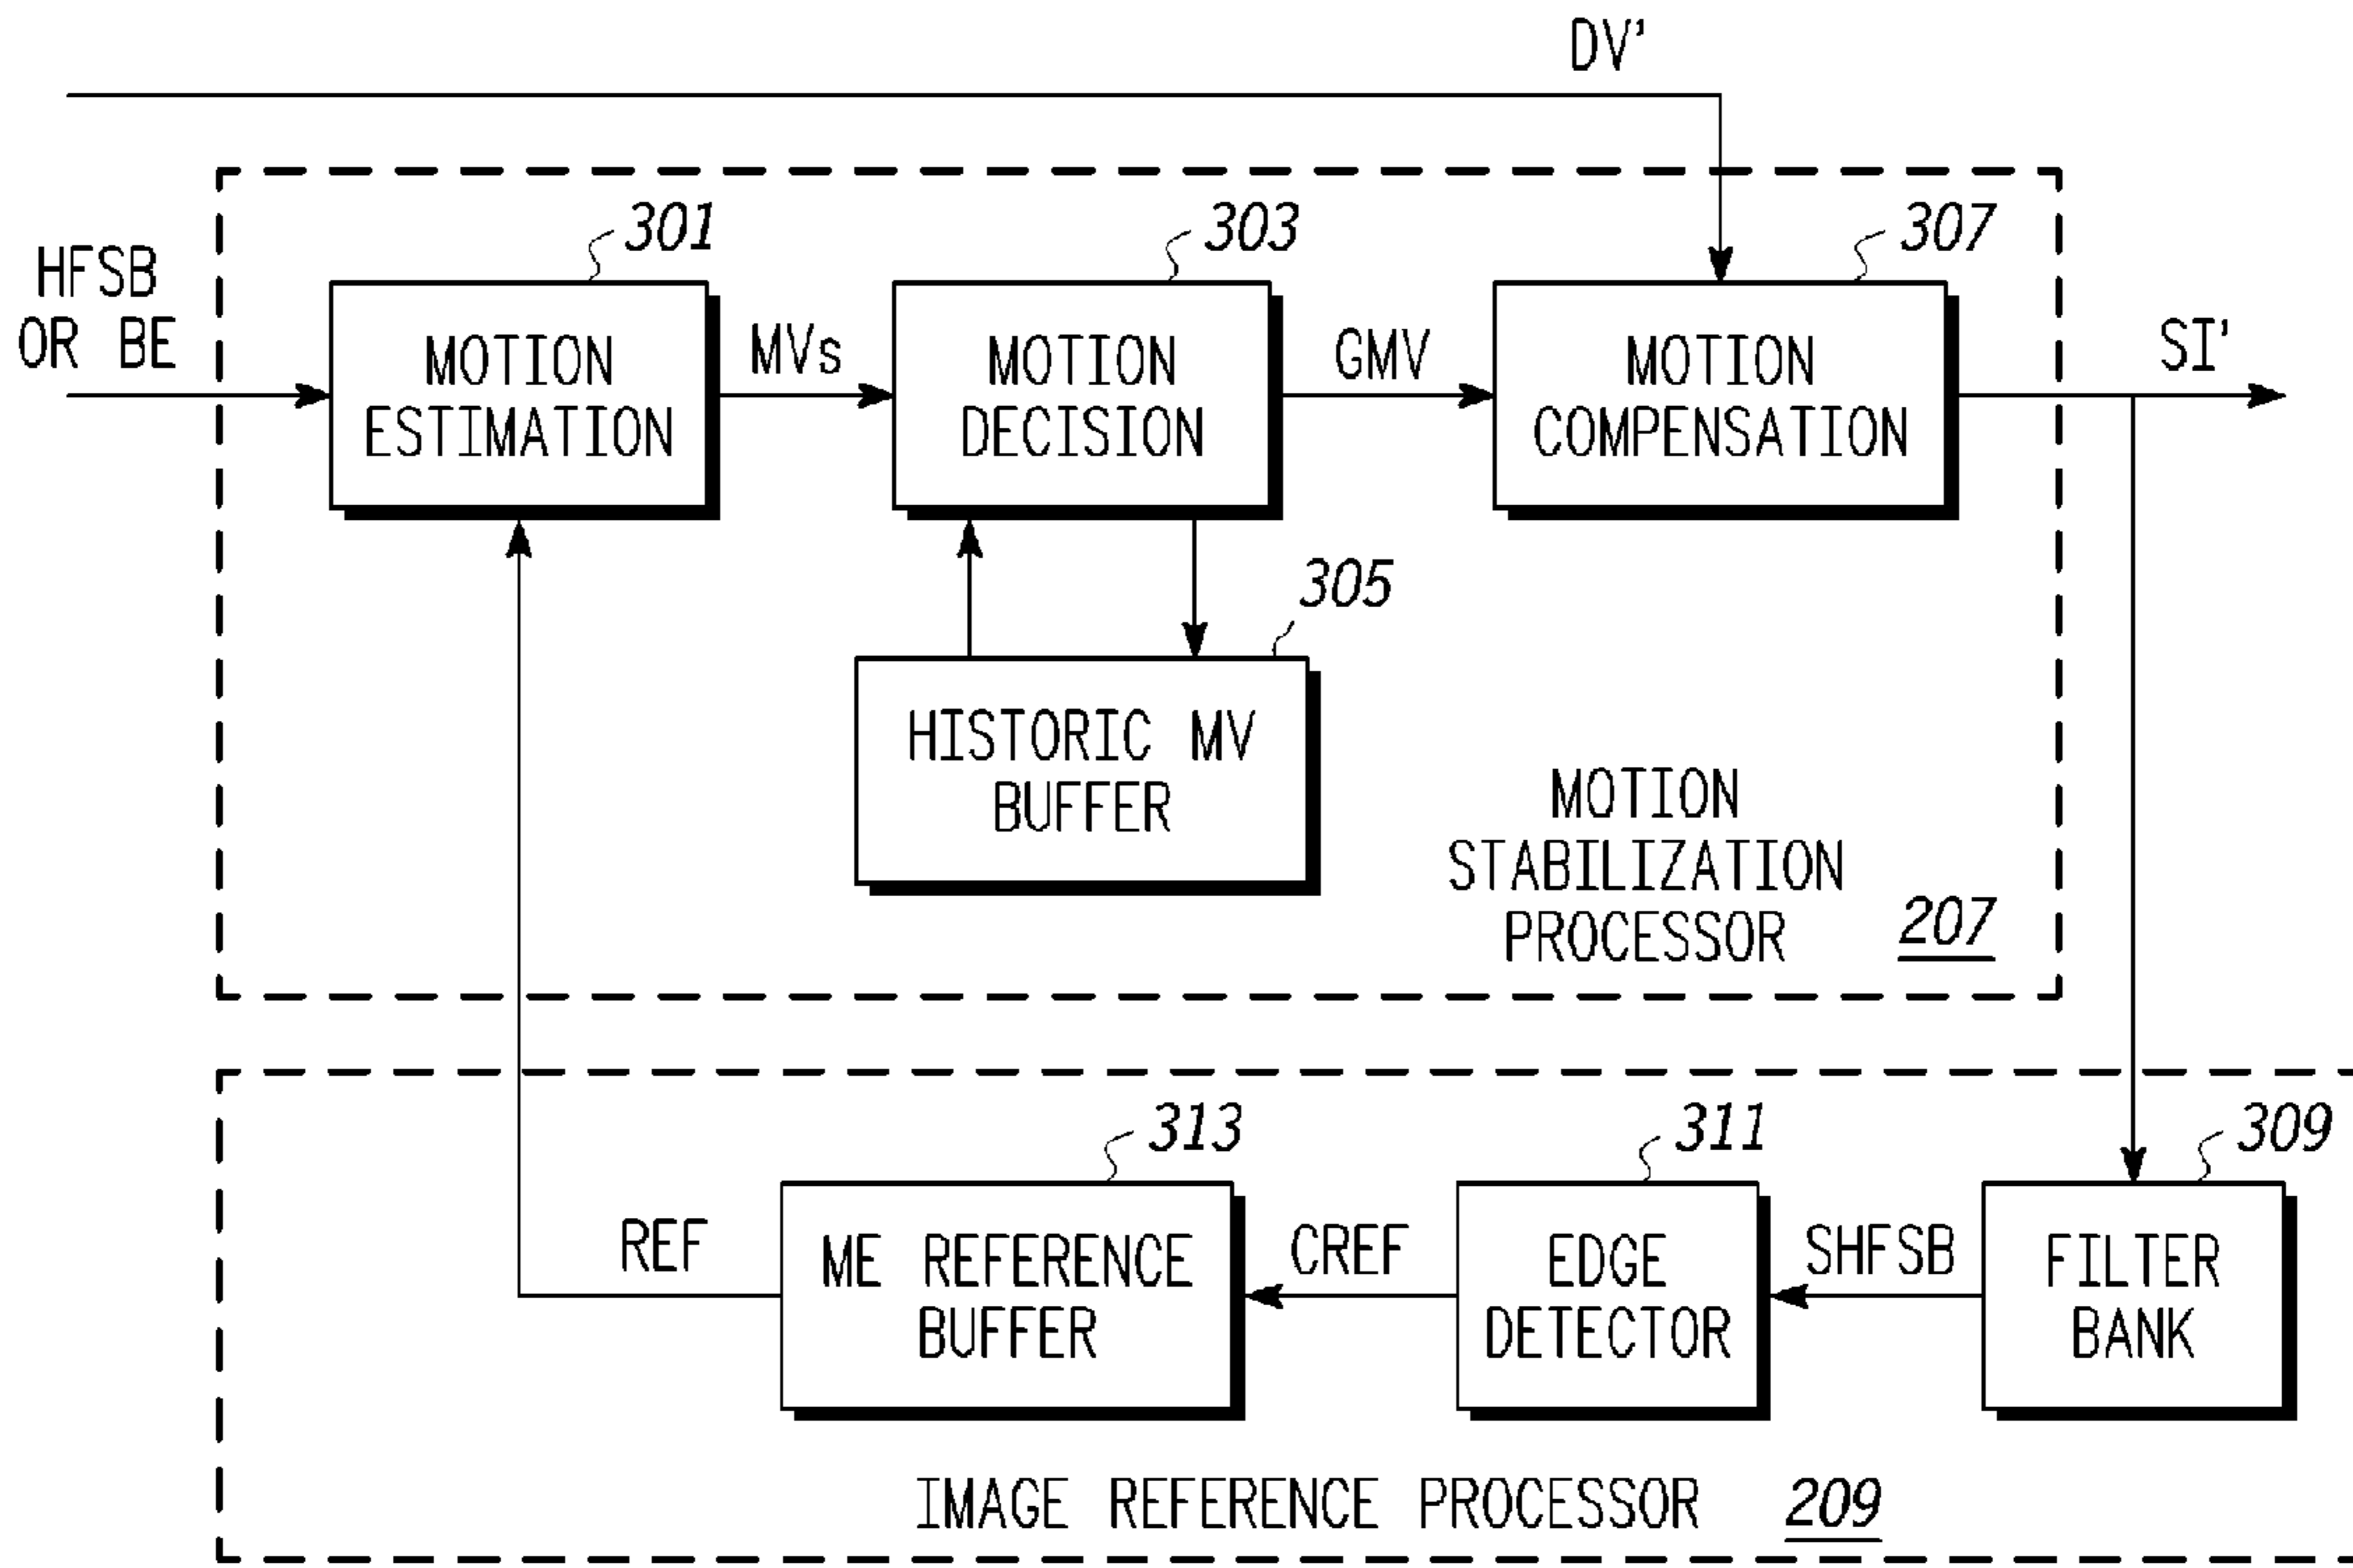 DV'
301
303
307
HFSB
OR BE
MOTION
ESTIMATION
MVs
MOTION
DECISION
GMV
MOTION
COMPENSATION
SI'
305
HISTORIC MV
BUFFER
MOTION
STABILIZATION
PROCESSOR
207
313
311
309
REF
ME REFERENCE
BUFFER
CREF
EDGE
DETECTOR
SHFSB
FILTER
BANK
IMAGE REFERENCE PROCESSOR
209